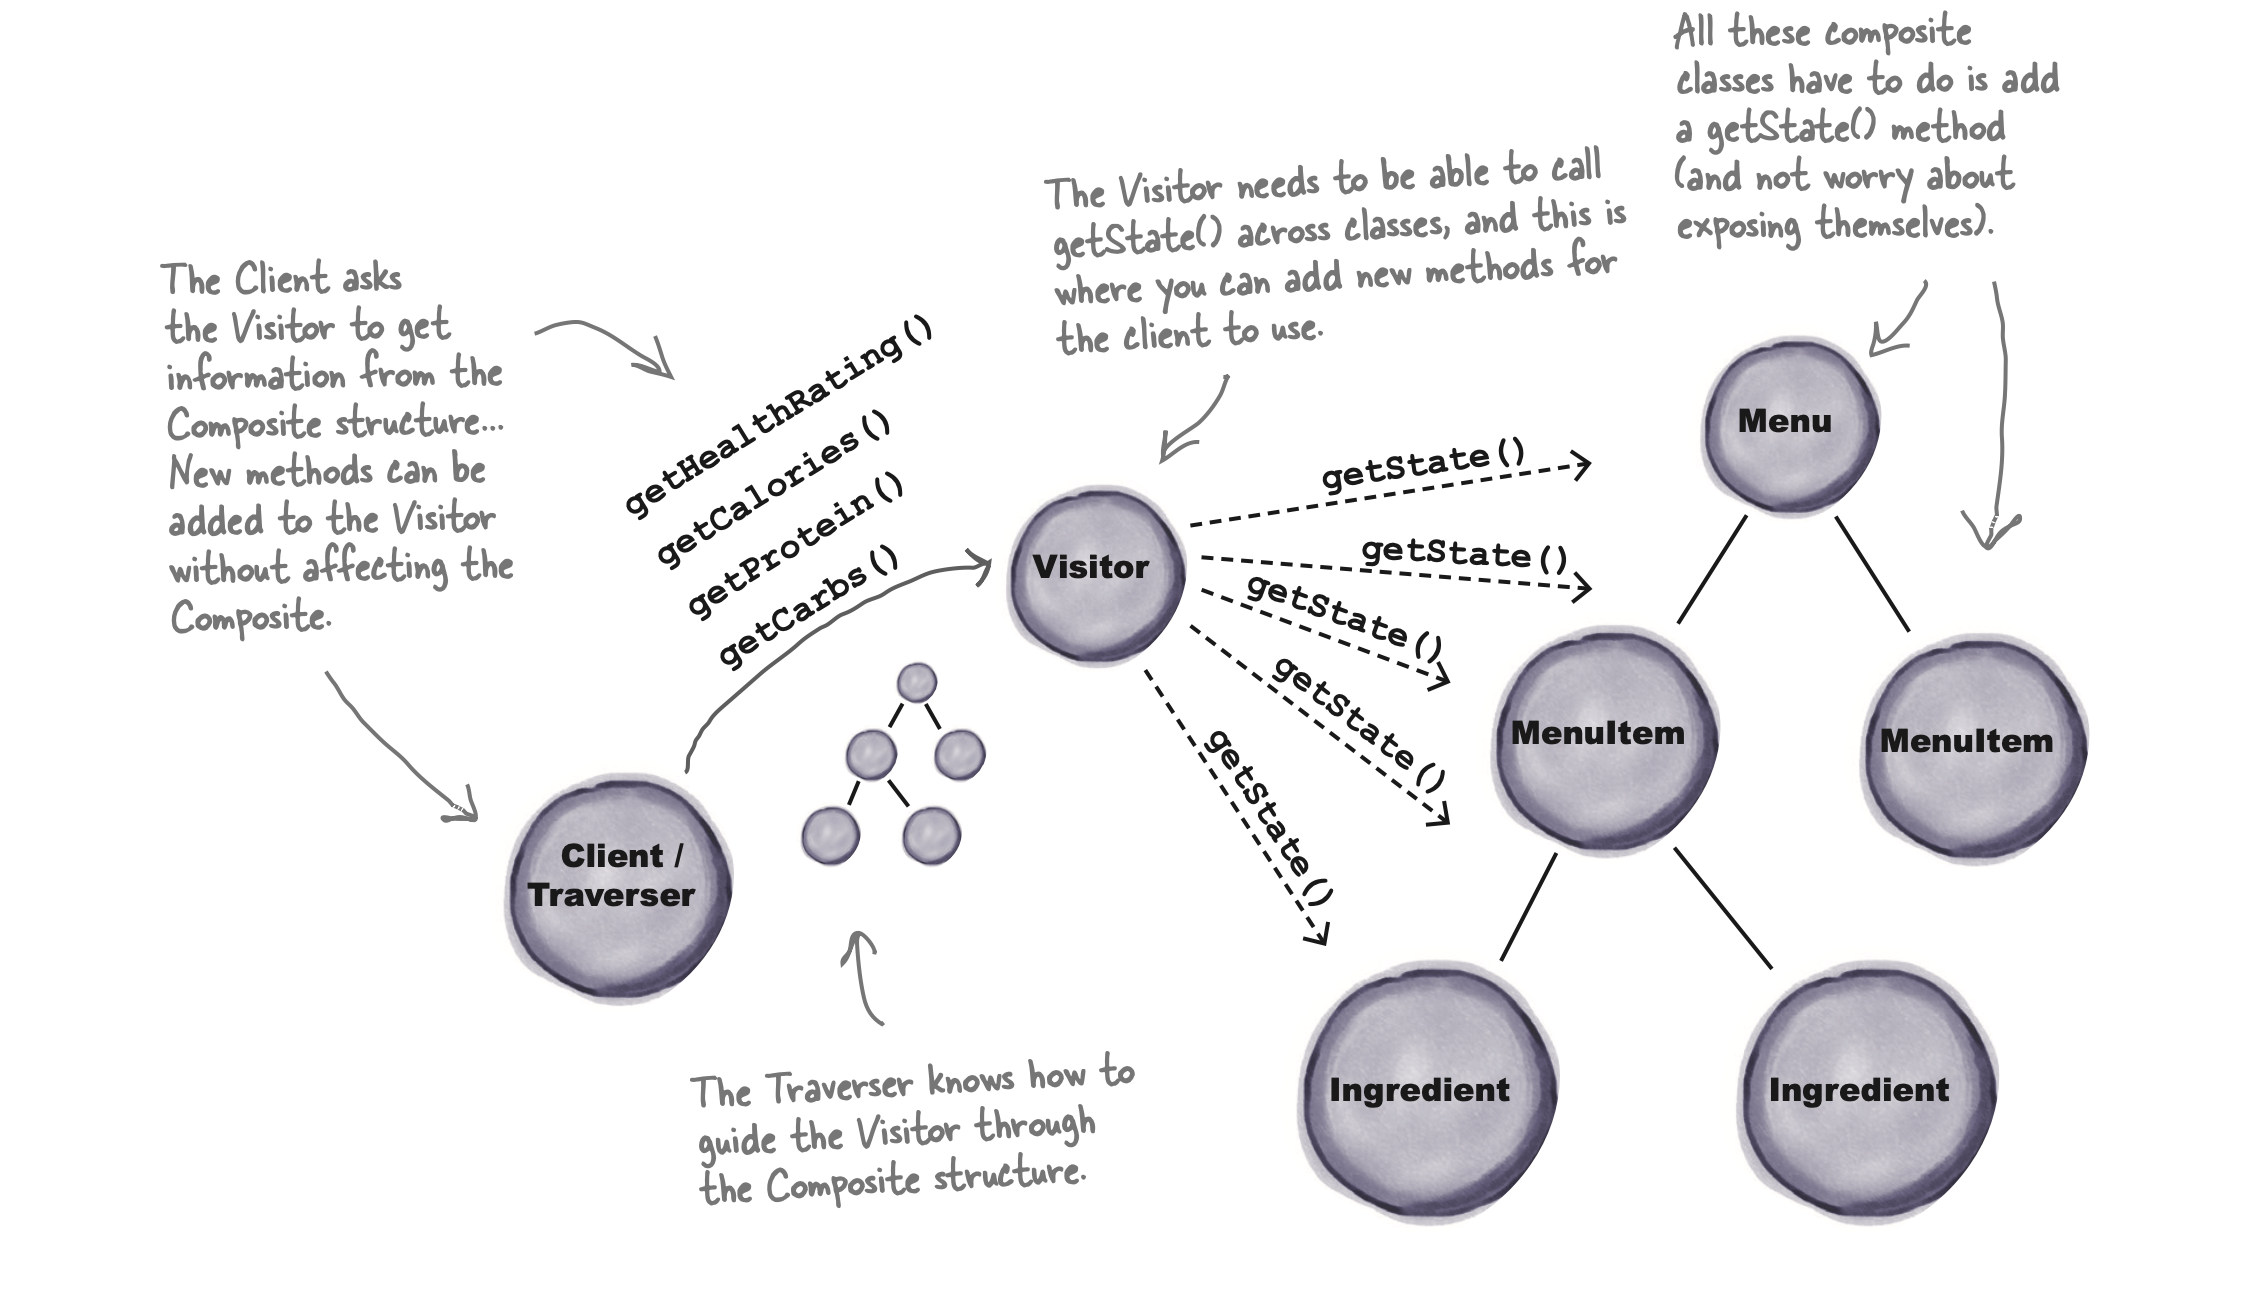 All these composite
classes have to do is add
a getState() method
(and not worry about
exposing themselves).
The Visitor needs to be able to call
getState() across classes, and this is
where you can add new methods for
the client to use.
The Client asks
the Visitor to get
information from the
Composite structure...
New methods can be
added to the Visitor
without affecting the
Composite.
getHealthRating()
getCalories()
getProtein()
getCarbs()
Visitor
getState()
getState()
getState()
getState()
getState()
Menu
MenuItem
MenuItem
Client /
Traverser
Ingredient
Ingredient
The Traverser knows how to
guide the Visitor through
the Composite structure.